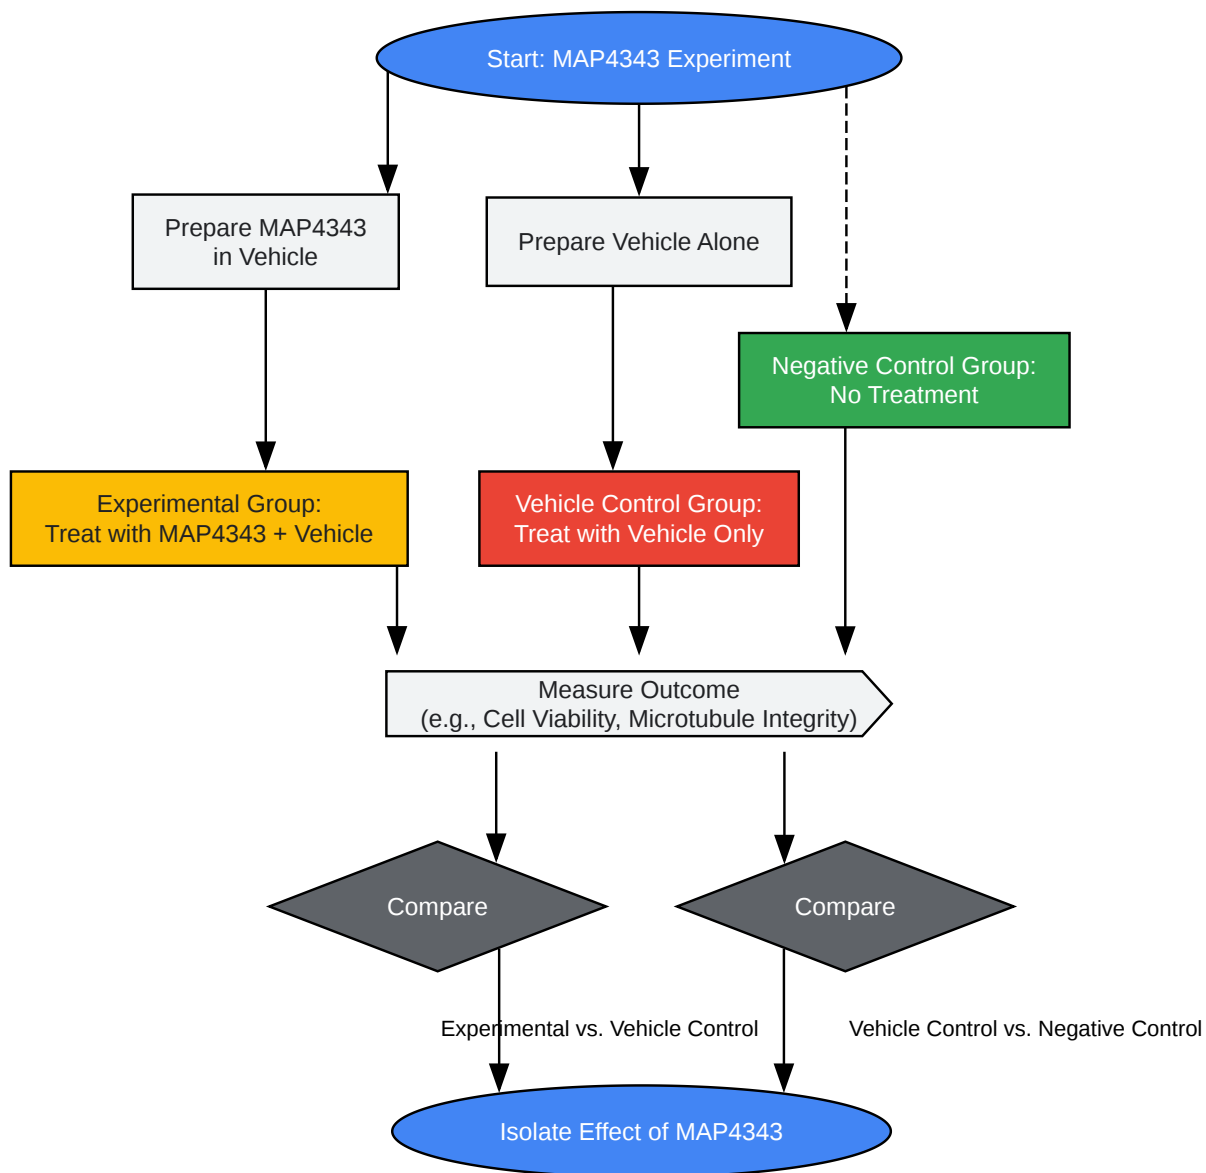 Start: MAP4343 Experiment
Prepare MAP4343
in Vehicle
Prepare Vehicle Alone
Negative Control Group:
No Treatment
Experimental Group:
Treat with MAP4343 + Vehicle
Vehicle Control Group:
Treat with Vehicle Only
Measure Outcome
(e.g., Cell Viability, Microtubule Integrity)
Compare
Compare
Experimental vs. Vehicle Control
Vehicle Control vs. Negative Control
Isolate Effect of MAP4343